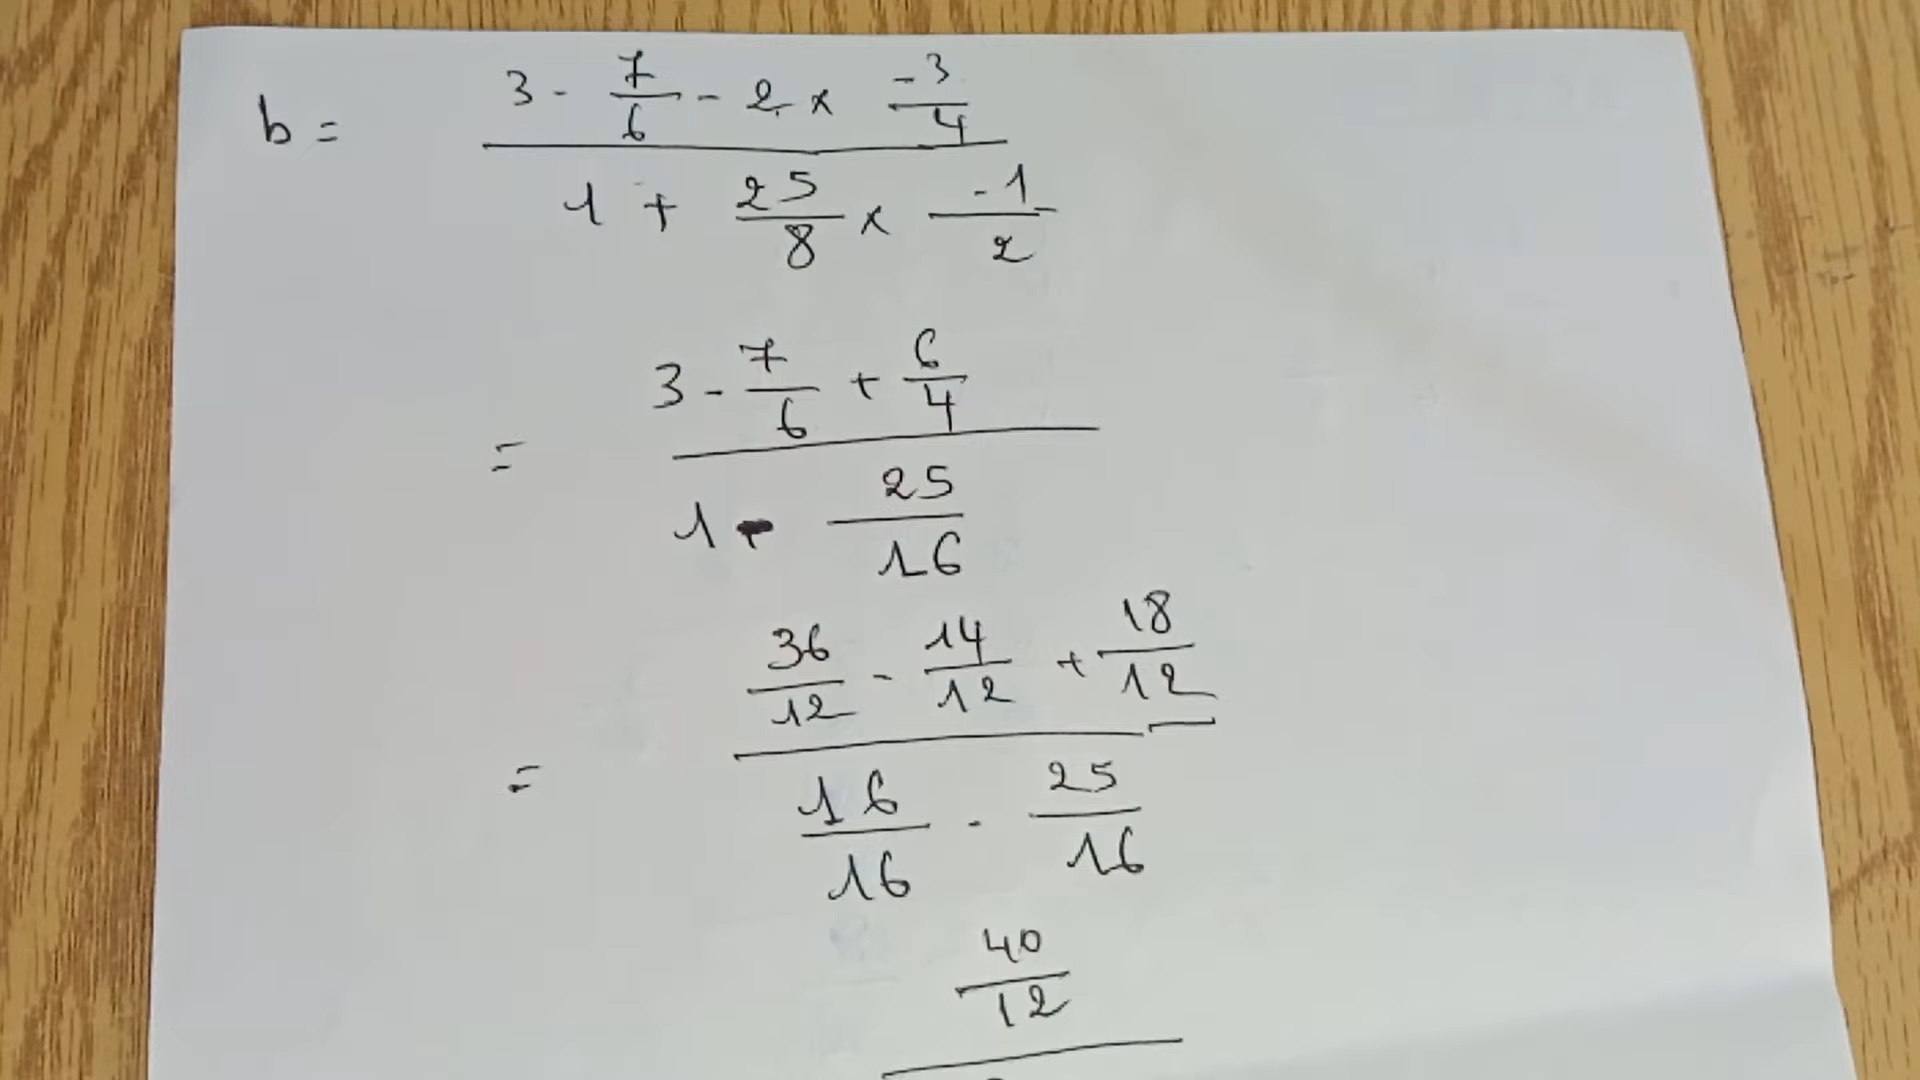 b = (3 - 7/6 - 2 × -3/4) / (1 + 25/8 × -1/2)
= (3 - 7/6 + 6/4) / (1 - 25/16)
= (36/12 - 14/12 + 18/12) / (16/16 - 25/16)
40/12